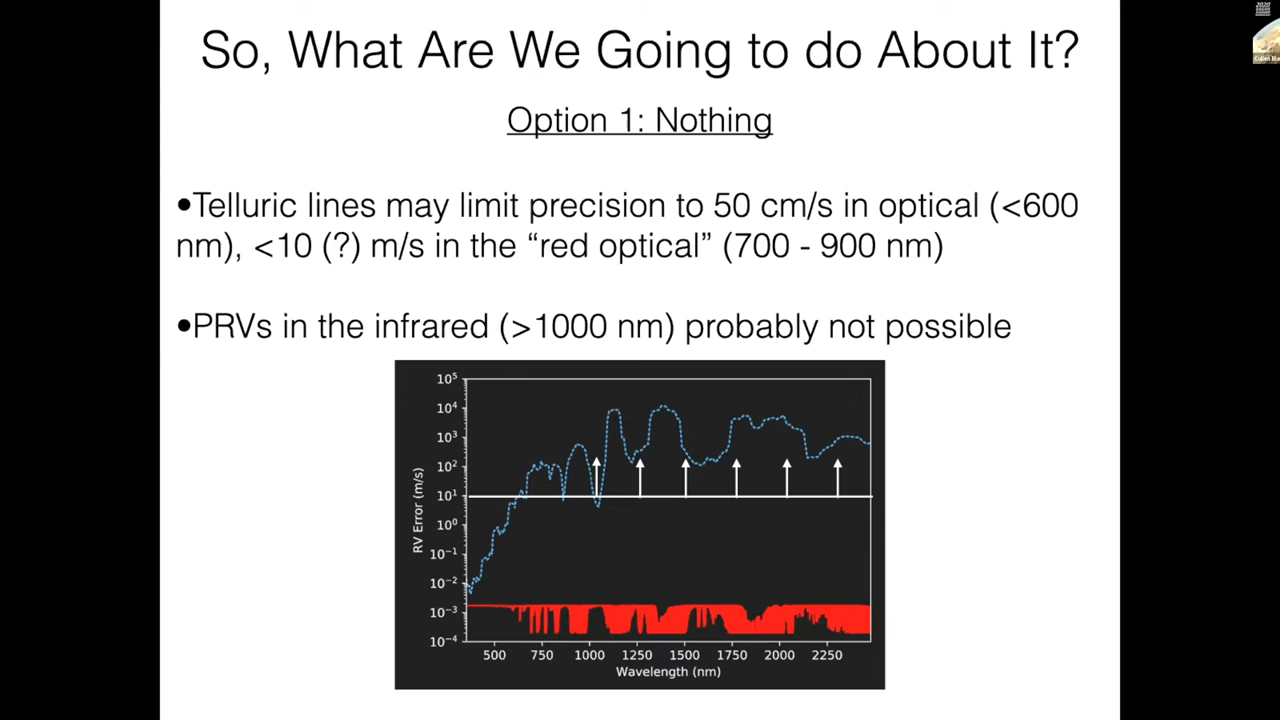 So, What Are We Going to do About It?
Option 1: Nothing
•Telluric lines may limit precision to 50 cm/s in optical (<600
nm), <10 (?) m/s in the “red optical” (700 - 900 nm)
•PRVs in the infrared (>1000 nm) probably not possible
10⁵
10⁴
10³
10²
10¹
10⁰
10⁻¹
10⁻²
10⁻³
10⁻⁴
RV Error (m/s)
500 750 1000 1250 1500 1750 2000 2250
Wavelength (nm)
2020
Cullen Bla